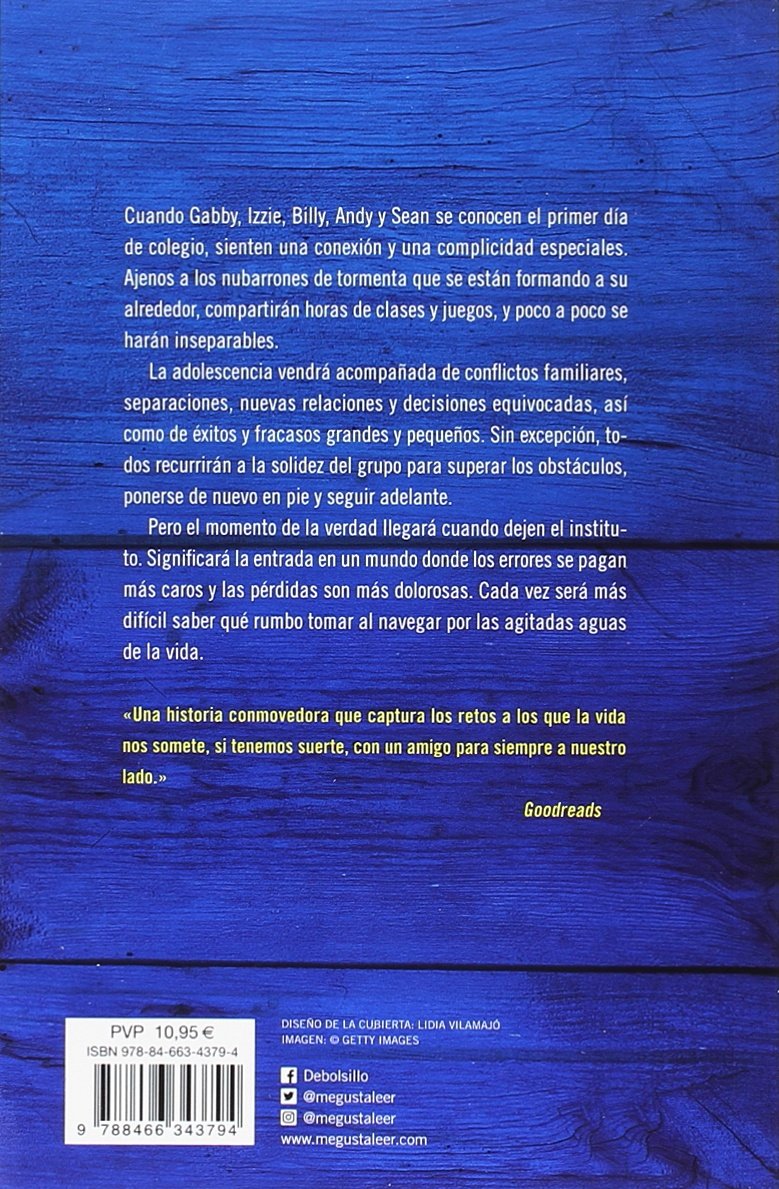 Cuando Gabby, Izzie, Billy, Andy y Sean se conocen el primer día
de colegio, sienten una conexión y una complicidad especiales.
Ajenos a los nubarrones de tormenta que se están formando a su
alrededor, compartirán horas de clases y juegos, y poco a poco se
harán inseparables.
La adolescencia vendrá acompañada de conflictos familiares,
separaciones, nuevas relaciones y decisiones equivocadas, así
como de éxitos y fracasos grandes y pequeños. Sin excepción, to-
dos recurrirán a la solidez del grupo para superar los obstáculos,
ponerse de nuevo en pie y seguir adelante.
Pero el momento de la verdad llegará cuando dejen el institu-
to. Significará la entrada en un mundo donde los errores se pagan
más caros y las pérdidas son más dolorosas. Cada vez será más
difícil saber qué rumbo tomar al navegar por las agitadas aguas
de la vida.
«Una historia conmovedora que captura los retos a los que la vida
nos somete, si tenemos suerte, con un amigo para siempre a nuestro
lado.»
Goodreads
PVP 10,95 €
ISBN 978-84-663-4379-4
9 788466 343794
DISEÑO DE LA CUBIERTA: LIDIA VILAMAJÓ
IMAGEN: © GETTY IMAGES
Debolsillo
@megustaleer
@megustaleer
www.megustaleer.com